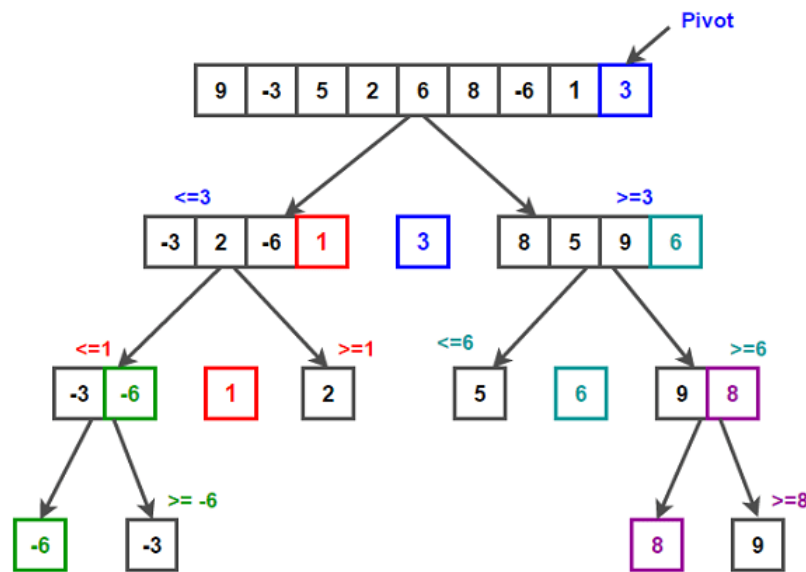 Pivot
9 -3 5 2 6 8 -6 1 3
<=3 >=3
-3 2 -6 1 3 8 5 9 6
<=1 >=1 <=6 >=6
-3 -6 1 2 5 6 9 8
>= -6 >=8
-6 -3 8 9